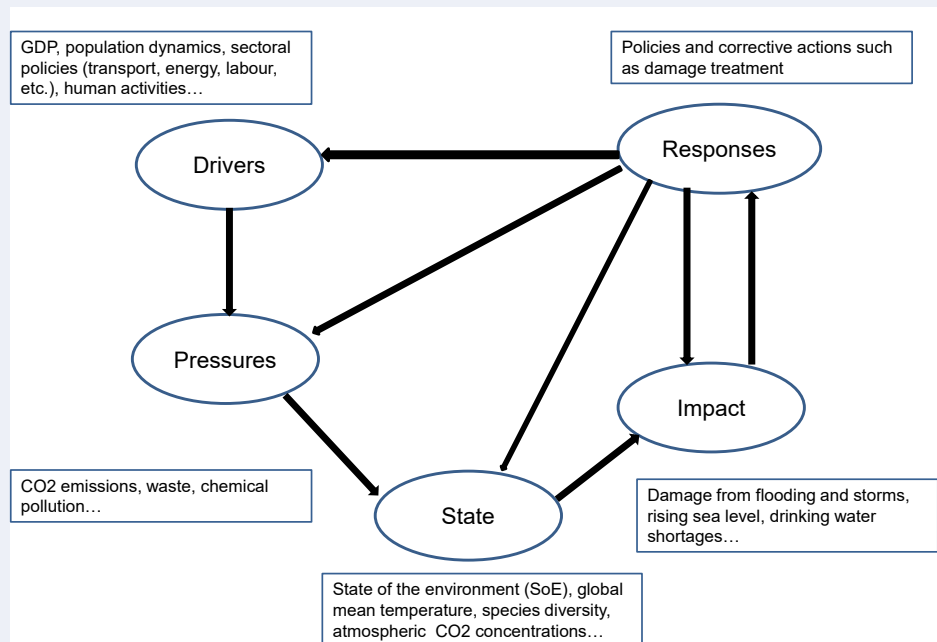 GDP, population dynamics, sectoral
policies (transport, energy, labour,
etc.), human activities…
Policies and corrective actions such
as damage treatment
Drivers
Responses
Pressures
Impact
CO2 emissions, waste, chemical
pollution…
State
Damage from flooding and storms,
rising sea level, drinking water
shortages…
State of the environment (SoE), global
mean temperature, species diversity,
atmospheric CO2 concentrations…